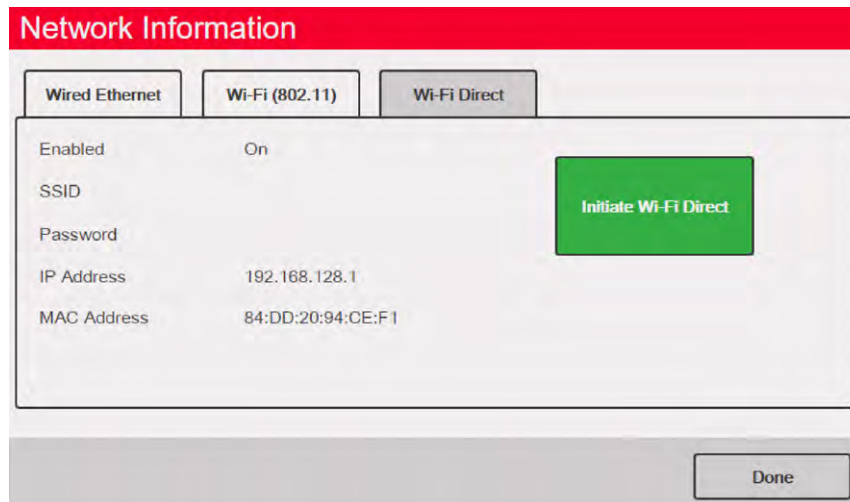 Network Information
Wired Ethernet Wi-Fi (802.11) Wi-Fi Direct
Enabled On
SSID
Initiate Wi-Fi Direct
Password
IP Address 192.168.128.1
MAC Address 84:DD:20:94:CE:F1
Done